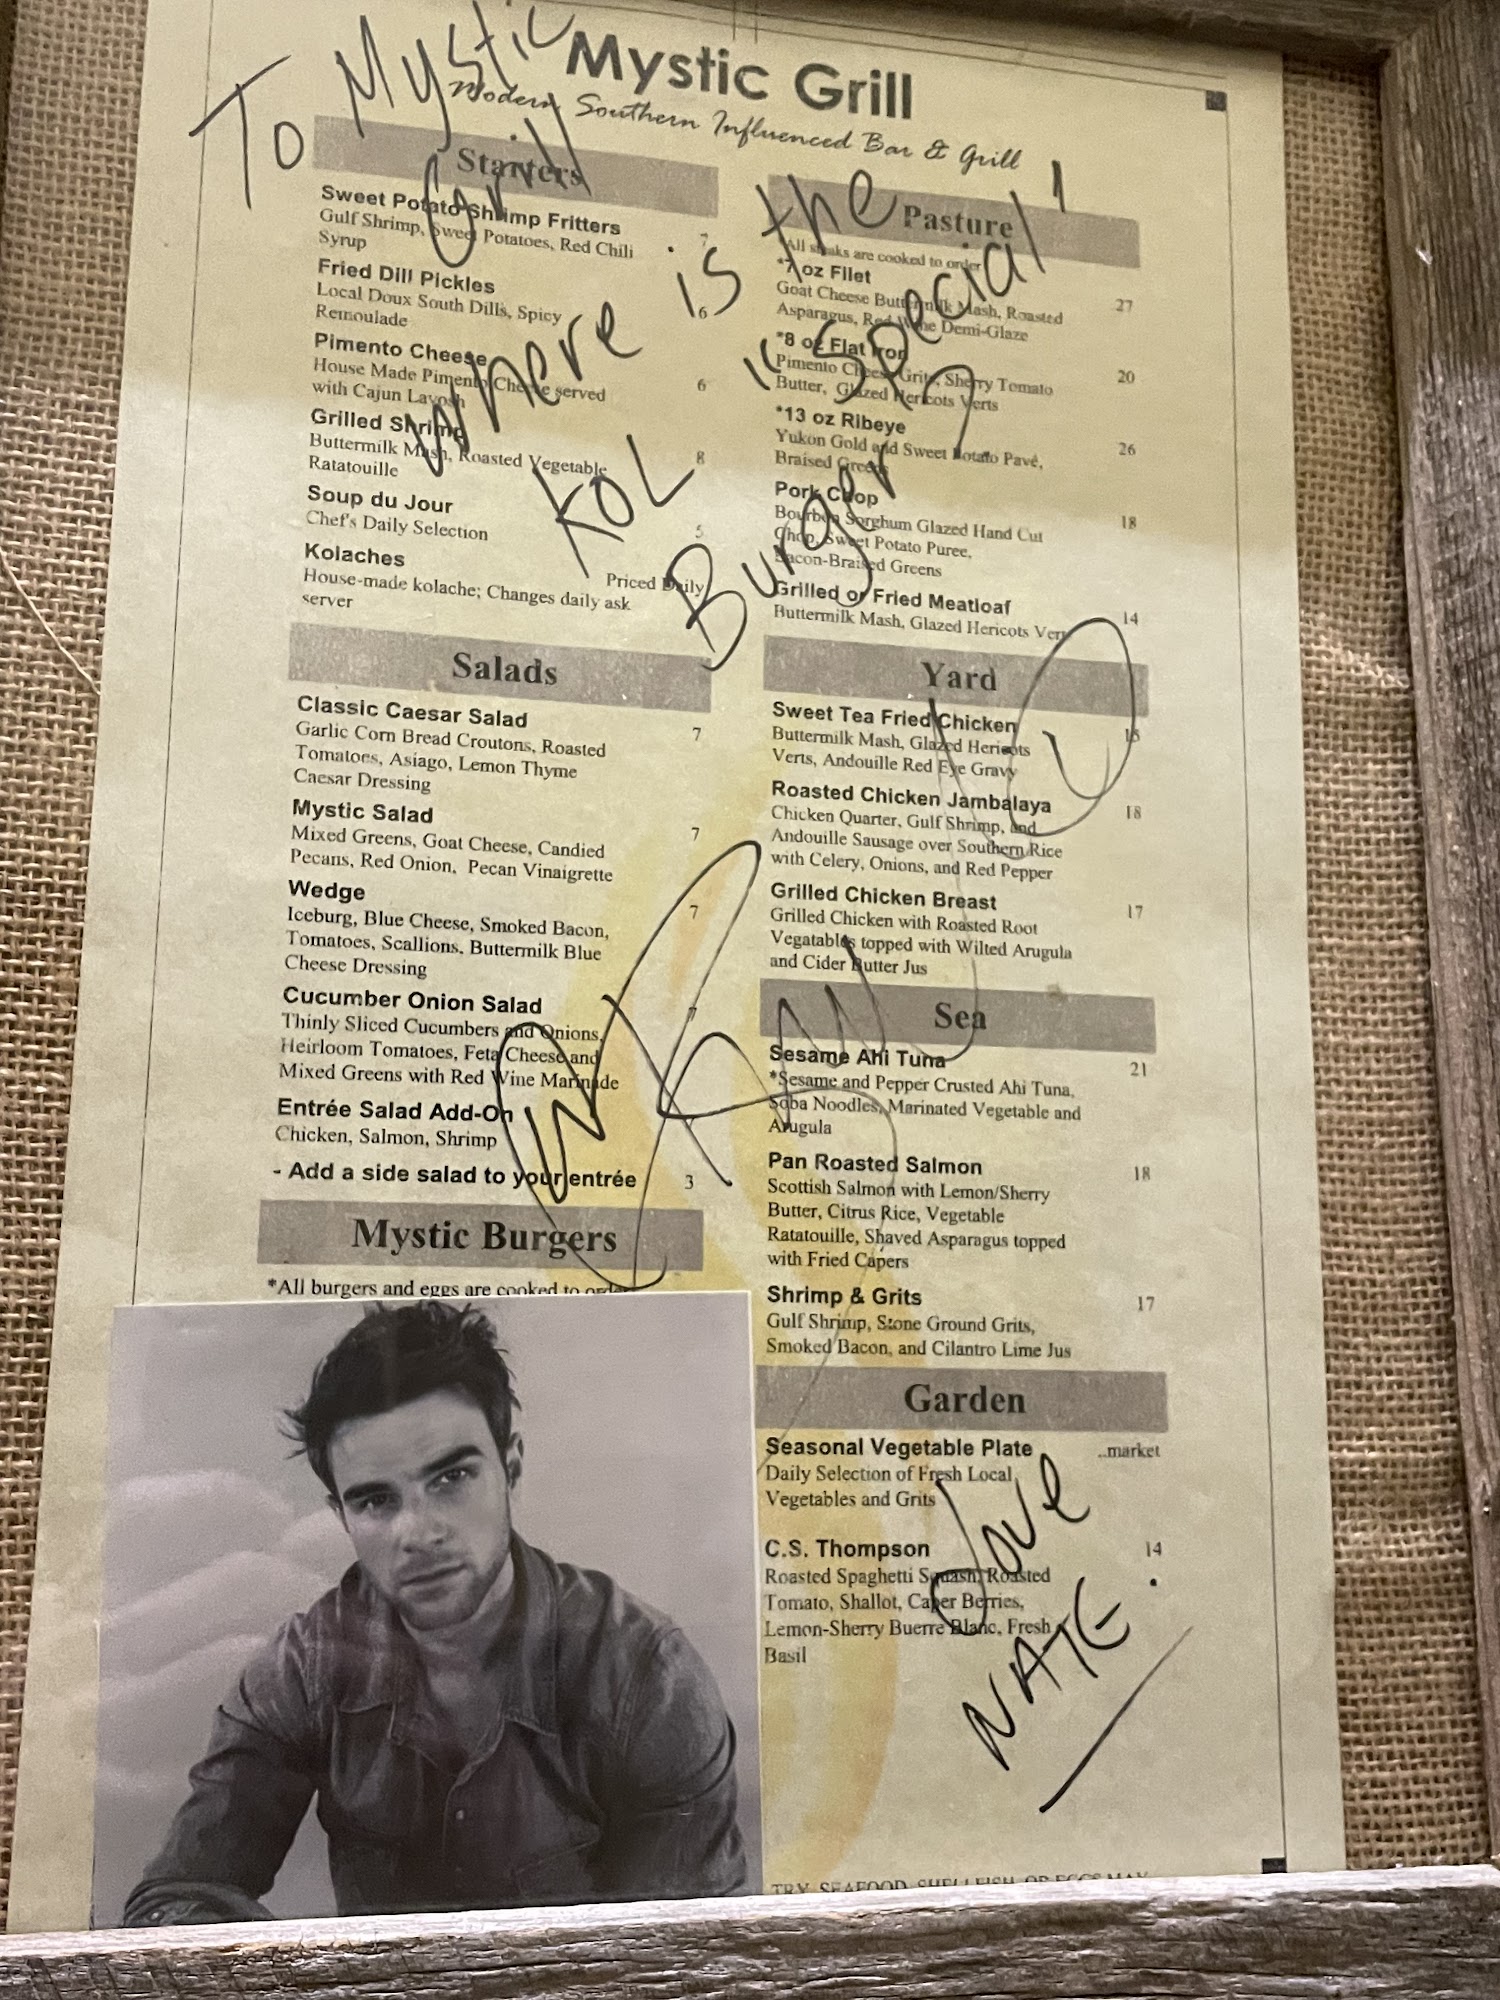 Mystic Grill
Modern Southern Influenced Bar & Grill
To Mystic
Grill
Where is the
KOL "Special"
Burger?
Starters
Sweet Potato Shrimp Fritters
Gulf Shrimp, Sweet Potatoes, Red Chili 7
Syrup
Fried Dill Pickles
Local Doux South Dills, Spicy 6
Remoulade
Pimento Cheese
House Made Pimento Cheese served 6
with Cajun Lavosh
Grilled Shrimp
Buttermilk Mash, Roasted Vegetable 8
Ratatouille
Soup du Jour
Chef's Daily Selection 5
Kolaches
Priced Daily
House-made kolache; Changes daily ask
server
Salads
Classic Caesar Salad
Garlic Corn Bread Croutons, Roasted 7
Tomatoes, Asiago, Lemon Thyme
Caesar Dressing
Mystic Salad
Mixed Greens, Goat Cheese, Candied 7
Pecans, Red Onion, Pecan Vinaigrette
Wedge
Iceburg, Blue Cheese, Smoked Bacon, 7
Tomatoes, Scallions, Buttermilk Blue
Cheese Dressing
Cucumber Onion Salad
Thinly Sliced Cucumbers and Onions, 7
Heirloom Tomatoes, Feta Cheese and
Mixed Greens with Red Wine Marinade
Entrée Salad Add-On
Chicken, Salmon, Shrimp
- Add a side salad to your entrée 3
Mystic Burgers
*All burgers and eggs are cooked to order
Pasture
All steaks are cooked to order
*7 oz Filet
Goat Cheese Buttermilk Mash, Roasted 27
Asparagus, Red Wine Demi-Glaze
*8 oz Flat Iron
Pimento Cheese Grits, Sherry Tomato 20
Butter, Glazed Hericots Verts
*13 oz Ribeye
Yukon Gold and Sweet Potato Pavé, 26
Braised Greens
Pork Chop
Bourbon Sorghum Glazed Hand Cut 18
Chop, Sweet Potato Puree,
Bacon-Braised Greens
Grilled or Fried Meatloaf
Buttermilk Mash, Glazed Hericots Vert 14
Yard
Sweet Tea Fried Chicken
Buttermilk Mash, Glazed Hericots 15
Verts, Andouille Red Eye Gravy
Roasted Chicken Jambalaya
Chicken Quarter, Gulf Shrimp, and 18
Andouille Sausage over Southern Rice
with Celery, Onions, and Red Pepper
Grilled Chicken Breast
Grilled Chicken with Roasted Root 17
Vegatables topped with Wilted Arugula
and Cider Butter Jus
Sea
Sesame Ahi Tuna
*Sesame and Pepper Crusted Ahi Tuna, 21
Soba Noodles, Marinated Vegetable and
Arugula
Pan Roasted Salmon
Scottish Salmon with Lemon/Sherry 18
Butter, Citrus Rice, Vegetable
Ratatouille, Shaved Asparagus topped
with Fried Capers
Shrimp & Grits
Gulf Shrimp, Stone Ground Grits, 17
Smoked Bacon, and Cilantro Lime Jus
Garden
Seasonal Vegetable Plate ..market
Daily Selection of Fresh Local
Vegetables and Grits
C.S. Thompson 14
Roasted Spaghetti Squash, Roasted
Tomato, Shallot, Caper Berries,
Lemon-Sherry Buerre Blanc, Fresh
Basil
Love
NATE.
TRY, SEAFOOD, SHELLFISH, OR EGGS MAY